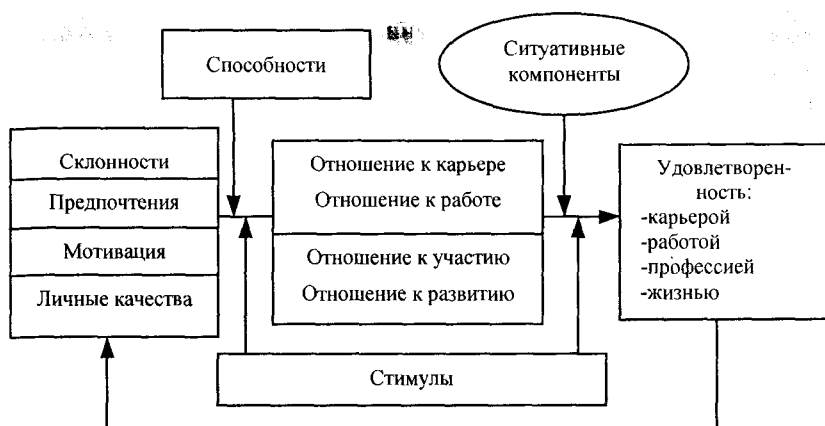 Способности
Ситуативные
компоненты
Склонности
Предпочтения
Мотивация
Личные качества
Отношение к карьере
Отношение к работе
Отношение к участию
Отношение к развитию
Удовлетворен-
ность:
-карьерой
-работой
-профессией
-жизнью
Стимулы